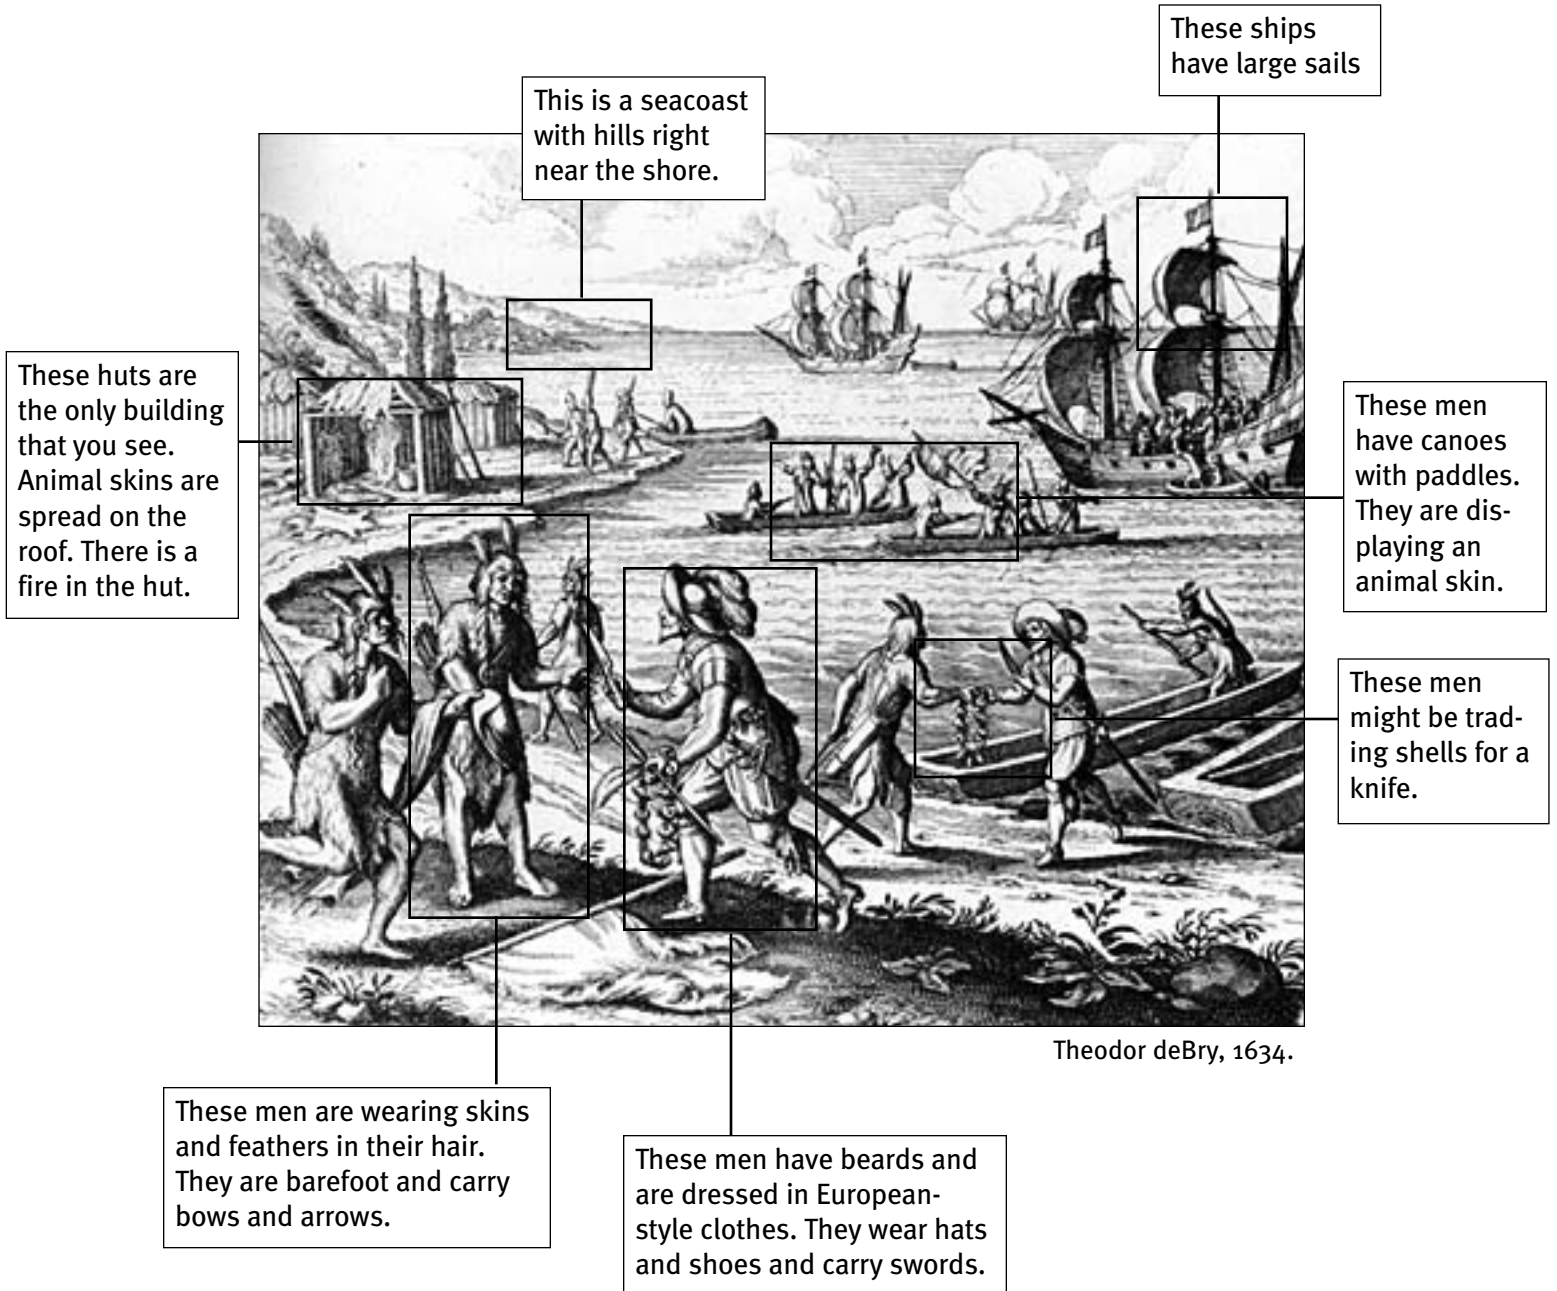 These ships
have large sails
This is a seacoast
with hills right
near the shore.
These huts are
the only building
that you see.
Animal skins are
spread on the
roof. There is a
fire in the hut.
These men
have canoes
with paddles.
They are dis-
playing an
animal skin.
These men
might be trad-
ing shells for a
knife.
Theodor deBry, 1634.
These men are wearing skins
and feathers in their hair.
They are barefoot and carry
bows and arrows.
These men have beards and
are dressed in European-
style clothes. They wear hats
and shoes and carry swords.